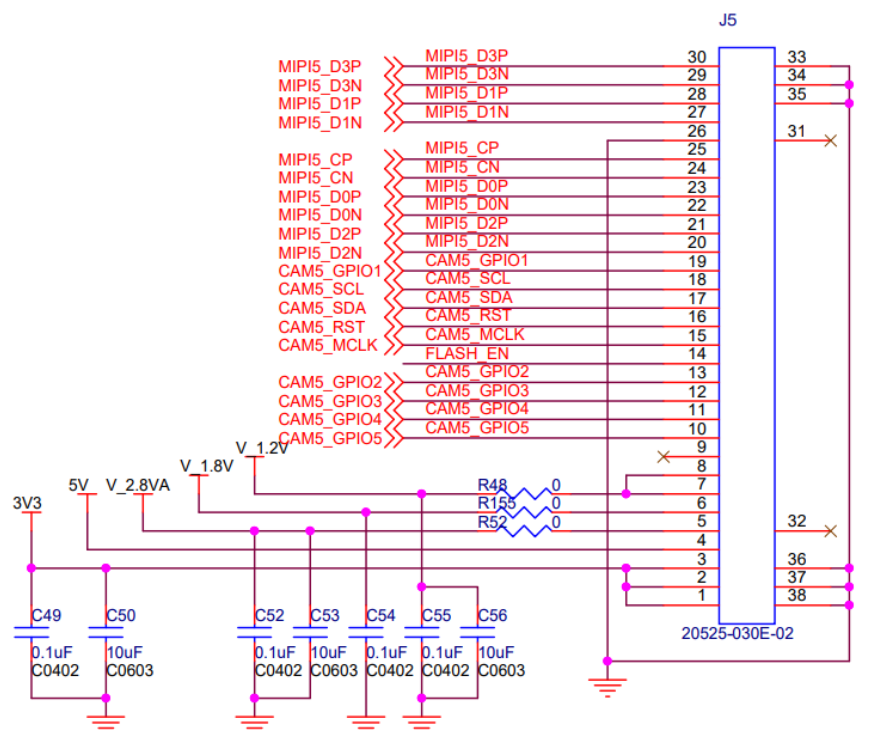 J5
MIPI5_D3P MIPI5_D3P 30 33
MIPI5_D3N MIPI5_D3N 29 34
MIPI5_D1P MIPI5_D1P 28 35
MIPI5_D1N MIPI5_D1N 27
26 31
MIPI5_CP MIPI5_CP 25
MIPI5_CN MIPI5_CN 24
MIPI5_D0P MIPI5_D0P 23
MIPI5_D0N MIPI5_D0N 22
MIPI5_D2P MIPI5_D2P 21
MIPI5_D2N MIPI5_D2N 20
CAM5_GPIO1 CAM5_GPIO1 19
CAM5_SCL CAM5_SCL 18
CAM5_SDA CAM5_SDA 17
CAM5_RST CAM5_RST 16
CAM5_MCLK CAM5_MCLK 15
FLASH_EN 14
CAM5_GPIO2 CAM5_GPIO2 13
CAM5_GPIO3 CAM5_GPIO3 12
CAM5_GPIO4 CAM5_GPIO4 11
CAM5_GPIO5 CAM5_GPIO5 10
V_1.2V 9
V_1.8V 8
5V V_2.8VA R48 0 7
3V3 R155 0 6
R52 0 5 32
4
3 36
2 37
1 38
C49 C50 C52 C53 C54 C55 C56
20525-030E-02
0.1uF 10uF 0.1uF 10uF 0.1uF 0.1uF 10uF
C0402 C0603 C0402 C0603 C0402 C0402 C0603